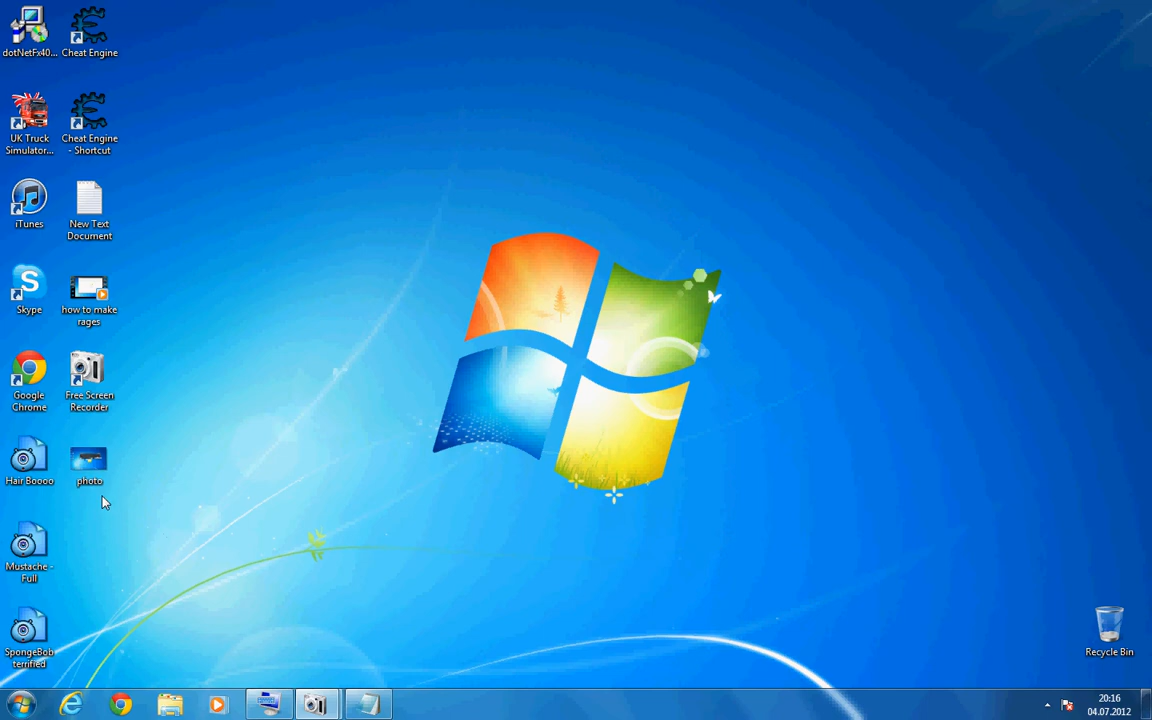 dotNetFx40...
Cheat Engine
UK Truck
Simulator...
Cheat Engine
- Shortcut
iTunes
New Text
Document
Skype
how to make
rages
Google
Chrome
Free Screen
Recorder
Hair Boooo
photo
Mustache -
Full
SpongeBob
terrified
Recycle Bin
20:16
04.07.2012